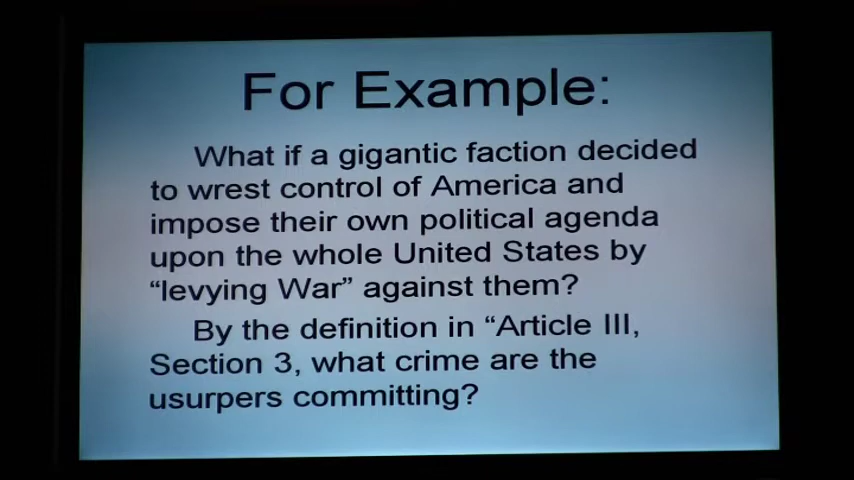 For Example:
What if a gigantic faction decided
to wrest control of America and
impose their own political agenda
upon the whole United States by
“levying War” against them?
By the definition in “Article III,
Section 3, what crime are the
usurpers committing?